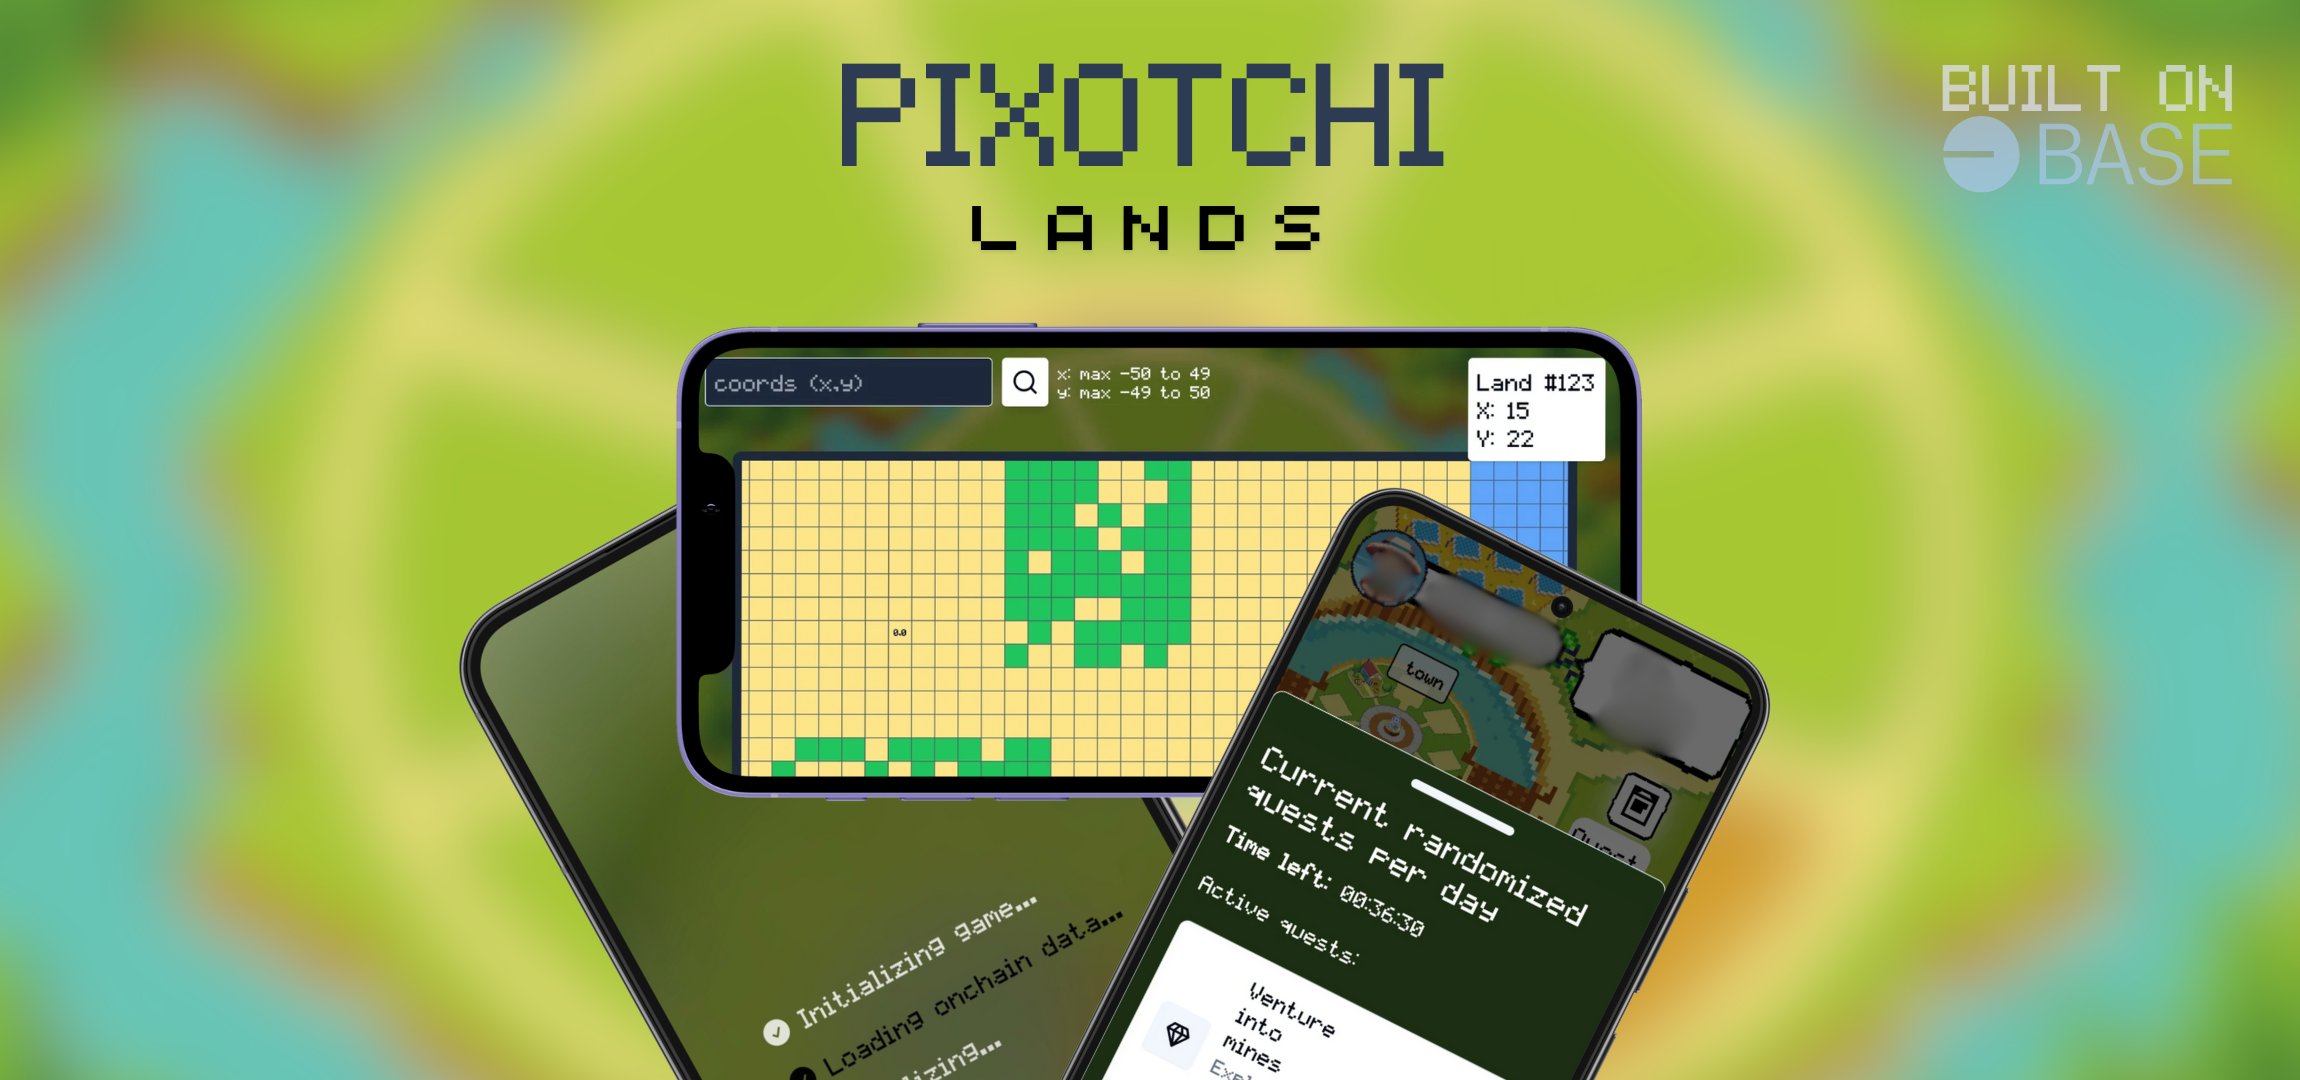 PIXOTCHI
LANDS
BUILT ON
BASE
coords (x,y)
x: max -50 to 49
y: max -49 to 50
Land #123
X: 15
Y: 22
0,0
town
Quest
Current randomized
quests per day
Time left: 00:36:30
Active quests:
Venture
into
mines
Initializing game...
Loading onchain data...